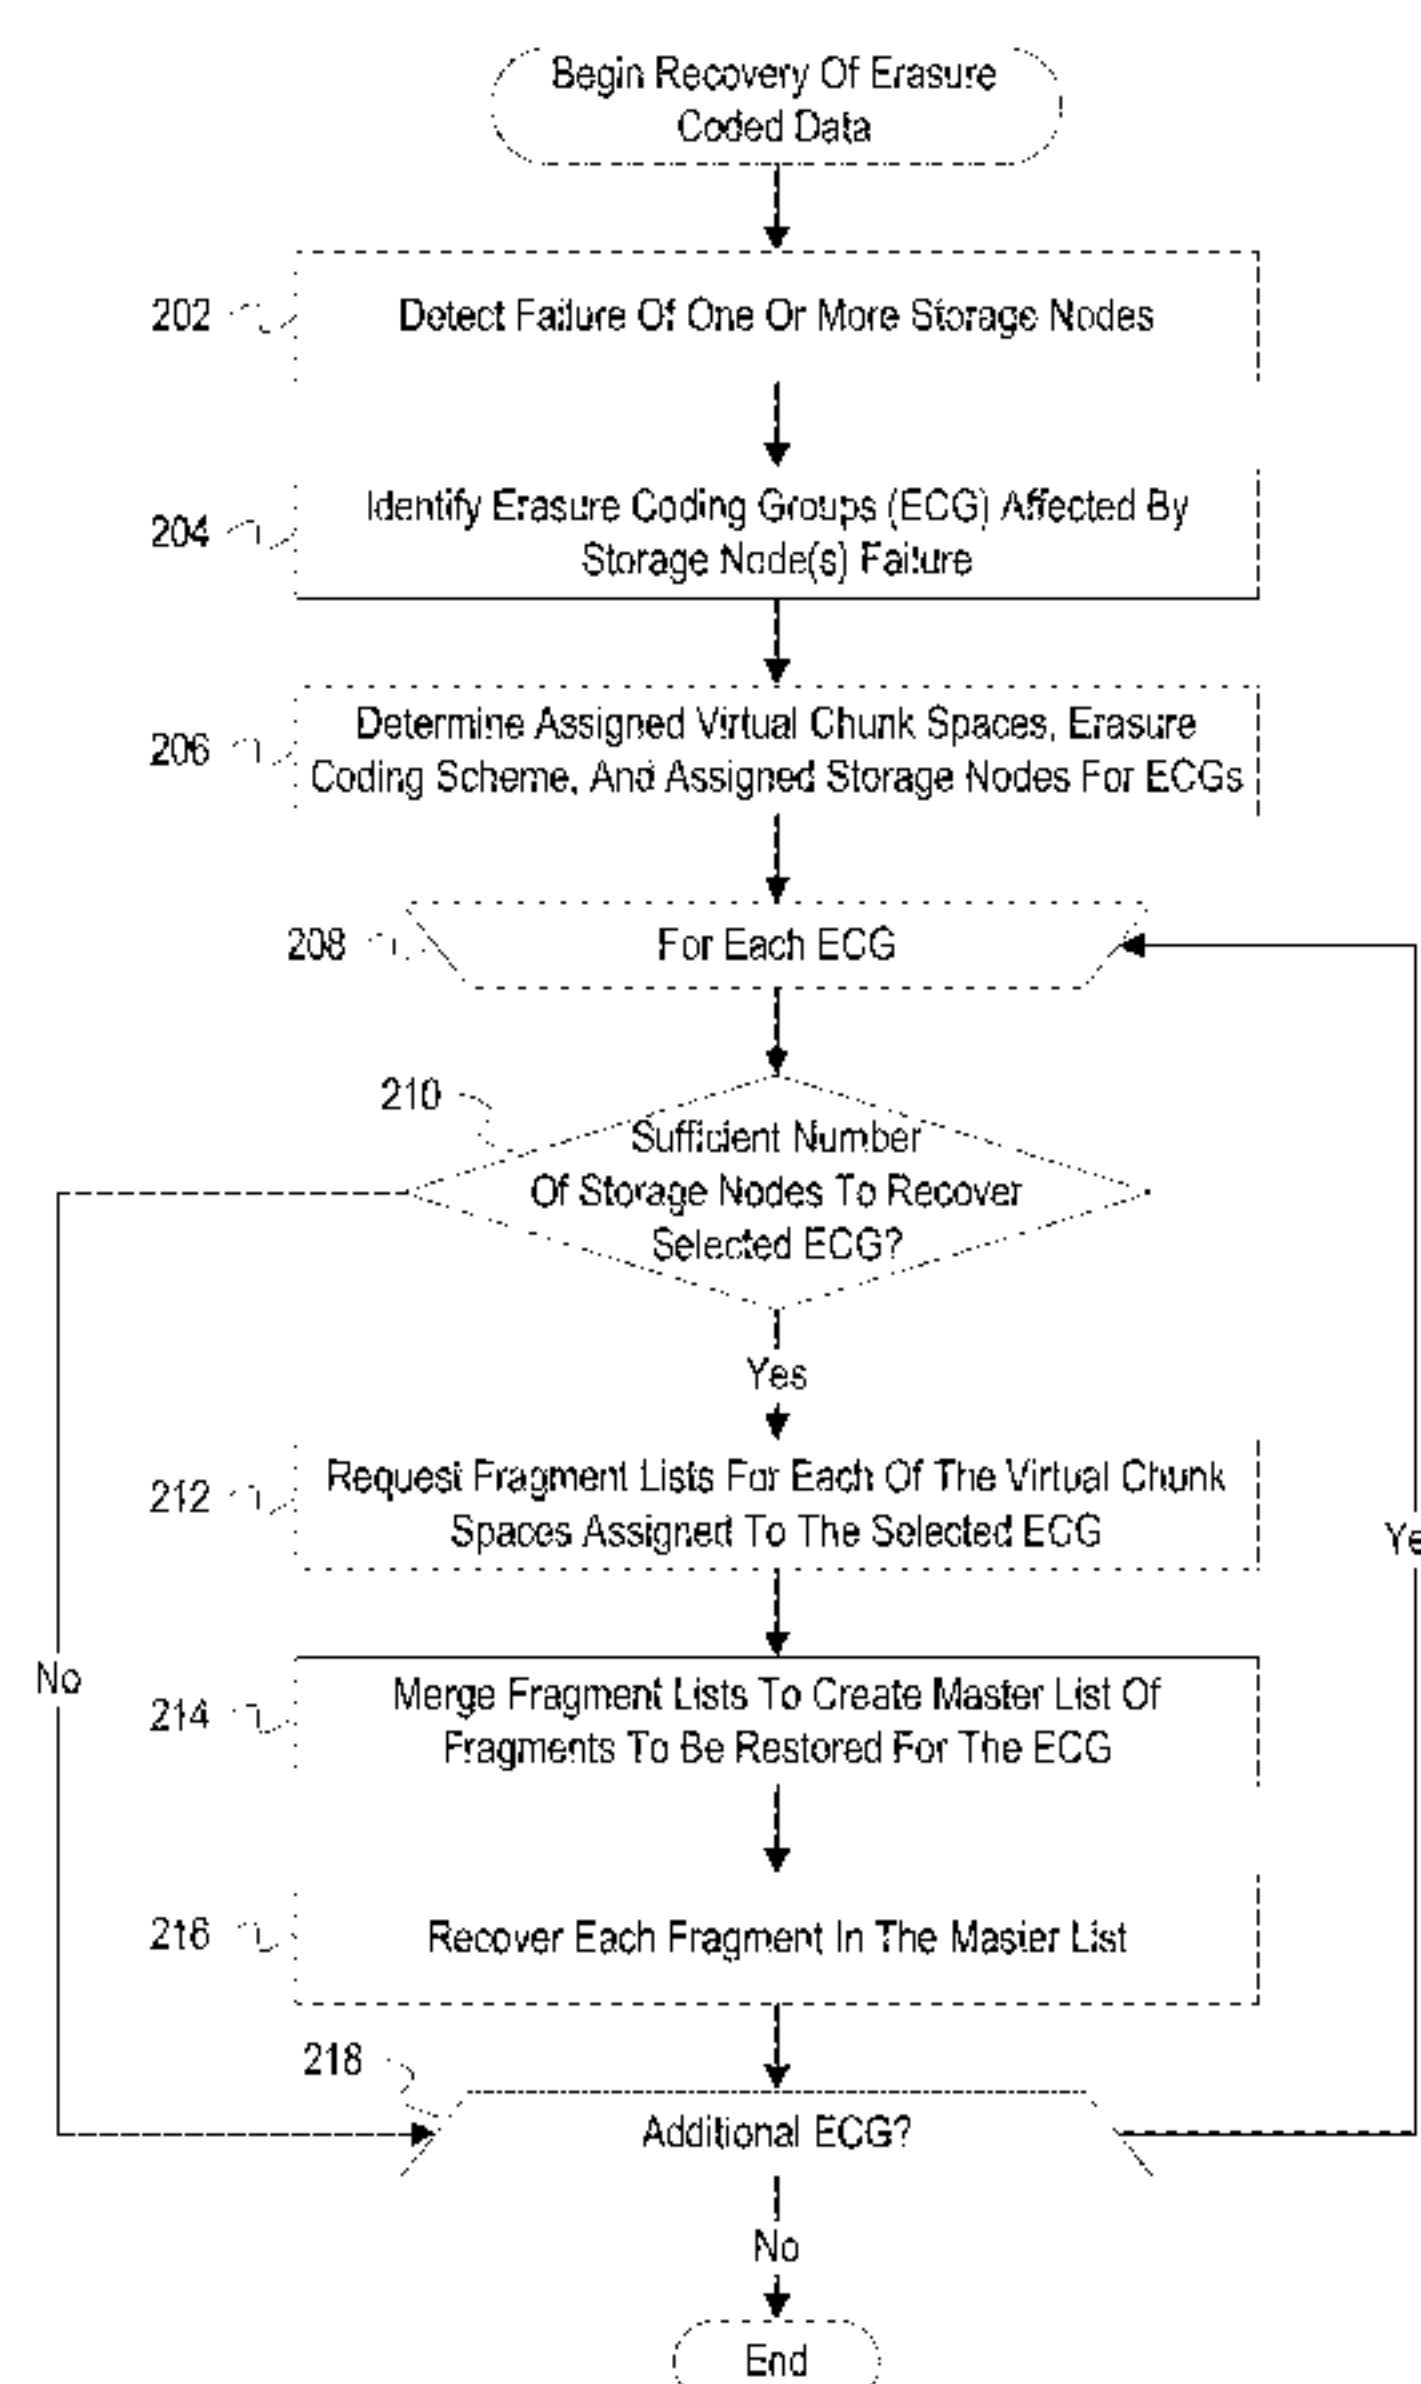 Begin Recovery Of Erasure
Coded Data
202
Detect Failure Of One Or More Storage Nodes
204
Identify Erasure Coding Groups (ECG) Affected By
Storage Node(s) Failure
206
Determine Assigned Virtual Chunk Spaces, Erasure
Coding Scheme, And Assigned Storage Nodes For ECGs
208
For Each ECG
210
Sufficient Number
Of Storage Nodes To Recover
Selected ECG?
Yes
212
Request Fragment Lists For Each Of The Virtual Chunk
Spaces Assigned To The Selected ECG
Ye
No
214
Merge Fragment Lists To Create Master List Of
Fragments To Be Restored For The ECG
216
Recover Each Fragment In The Master List
218
Additional ECG?
No
End